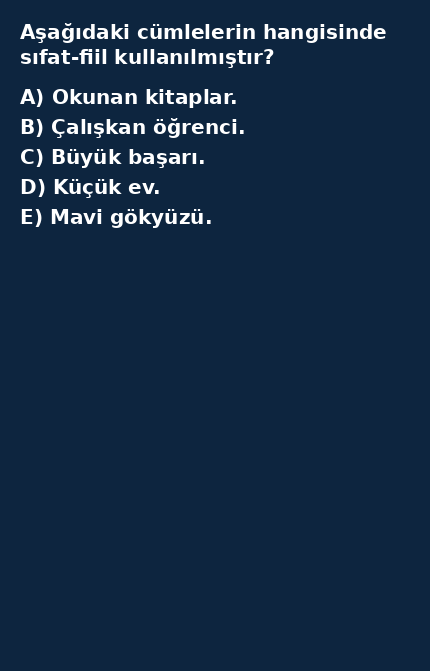 Aşağıdaki cümlelerin hangisinde
sıfat-fiil kullanılmıştır?
A) Okunan kitaplar.
B) Çalışkan öğrenci.
C) Büyük başarı.
D) Küçük ev.
E) Mavi gökyüzü.